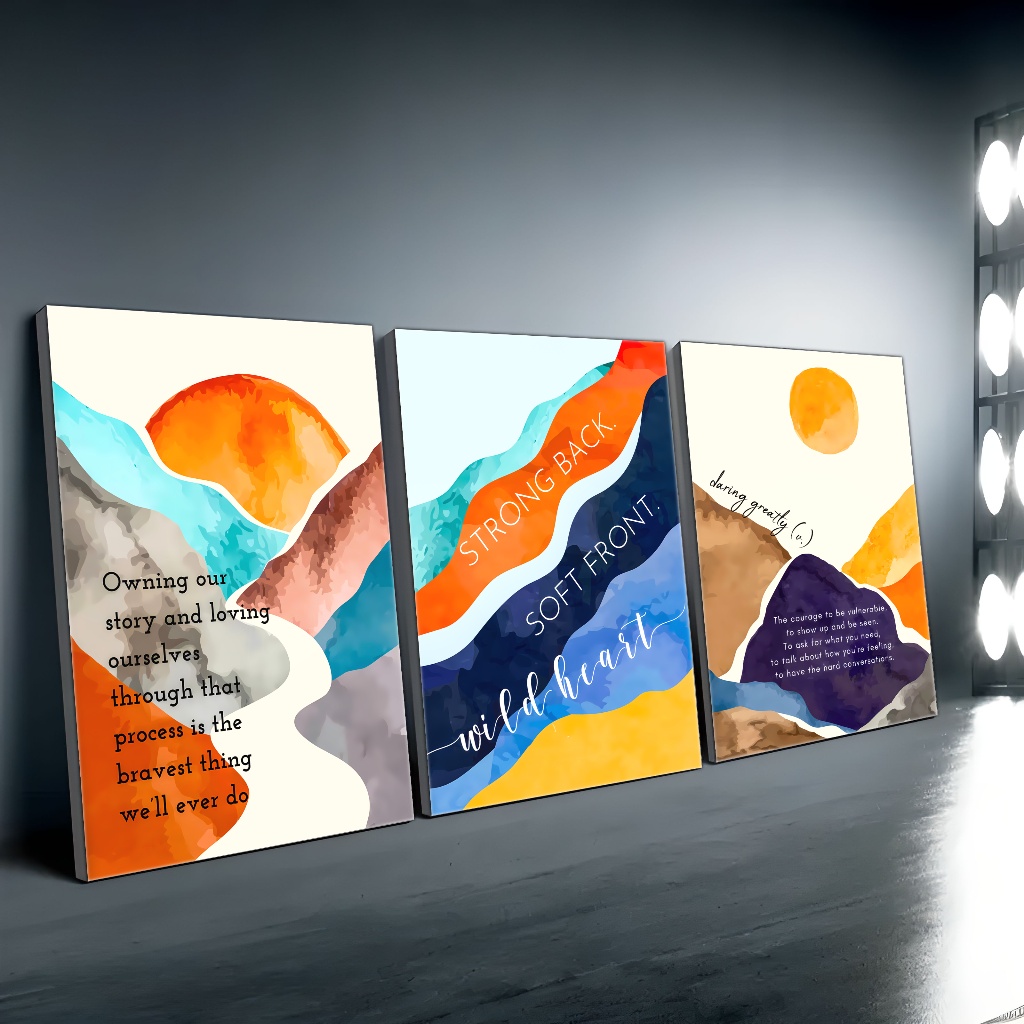 Owning our
story and loving
ourselves
through that
process is the
bravest thing
we'll ever do
STRONG BACK.
SOFT FRONT.
wild heart
daring greatly (v.)
The courage to be vulnerable.
to show up and be seen.
To ask for what you need,
to talk about how you're feeling.
to have the hard conversations.